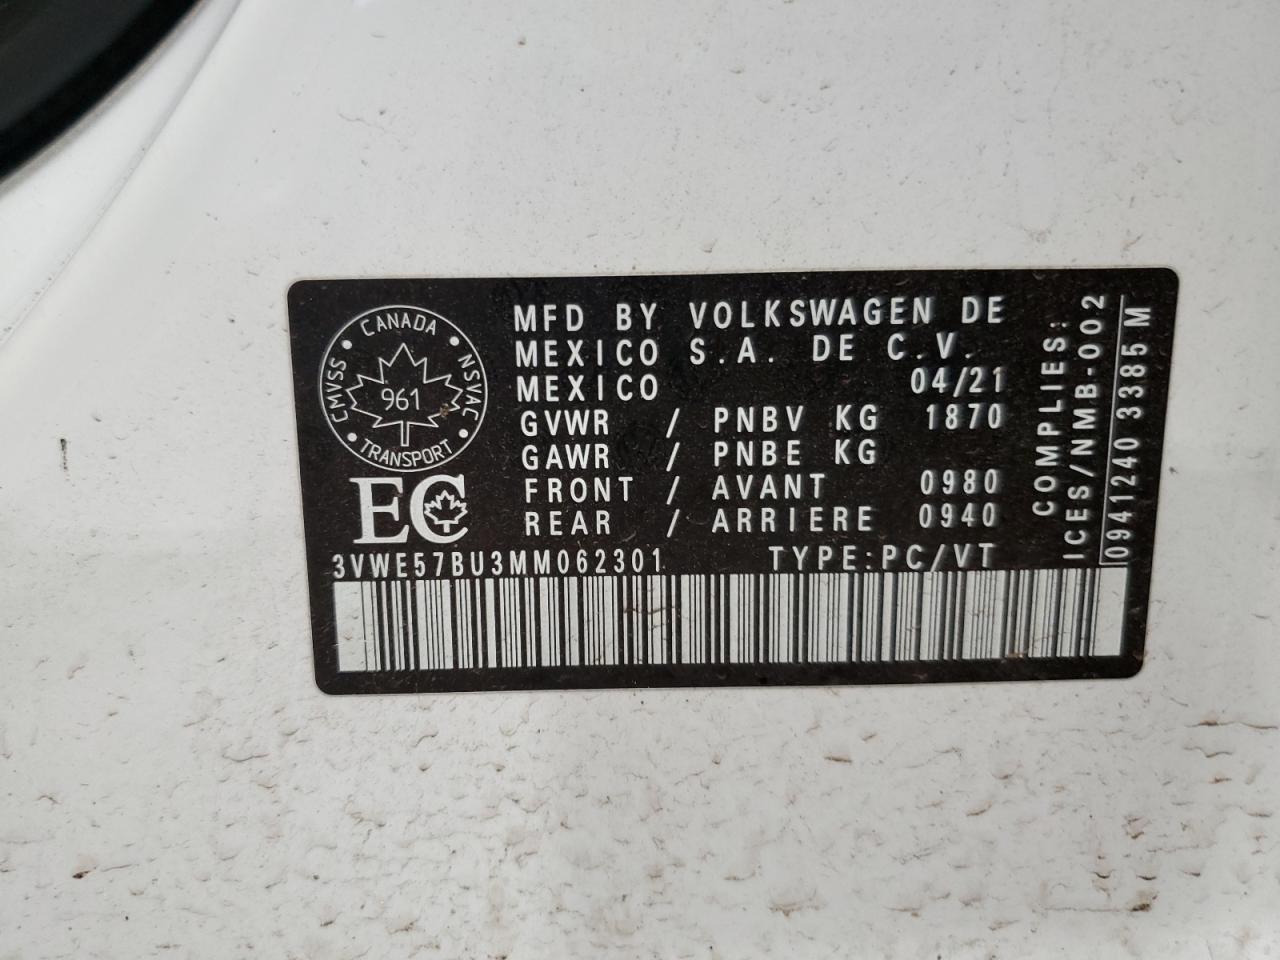 CANADA
CMVSS
NSVAC
961
TRANSPORT
EC
MFD BY VOLKSWAGEN DE
MEXICO S.A. DE C.V.
MEXICO 04/21
GVWR / PNBV KG 1870
GAWR / PNBE KG
FRONT / AVANT 0980
REAR / ARRIERE 0940
3VWE57BU3MM062301 TYPE:PC/VT
COMPLIES:
ICES/NMB-002
0941240 3385 M